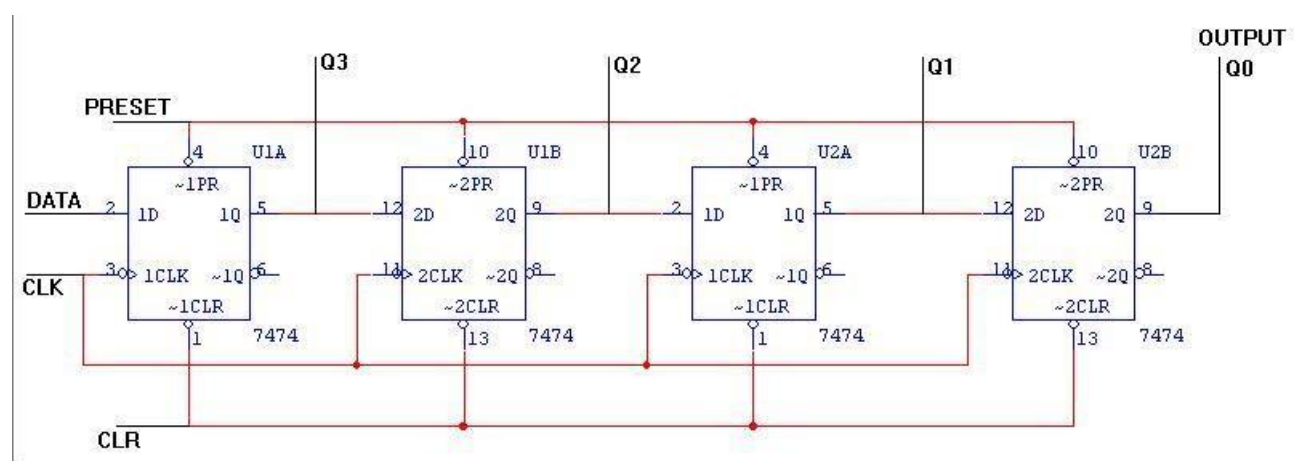 OUTPUT
Q3 Q2 Q1 Q0
PRESET
4 U1A 10 U1B 4 U2A 10 U2B
~1PR ~2PR ~1PR ~2PR
DATA 2 1D 1Q 5 12 2D 2Q 9 2 1D 1Q 5 12 2D 2Q 9
CLK 3 1CLK ~1Q 6 11 2CLK ~2Q 8 3 1CLK ~1Q 6 11 2CLK ~2Q 8
~1CLR ~2CLR ~1CLR ~2CLR
1 7474 13 7474 1 7474 13 7474
CLR